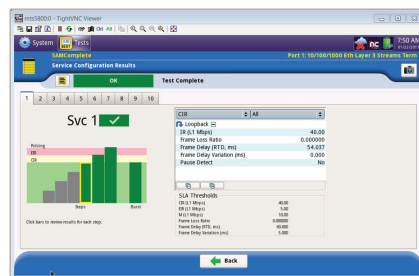 mts5800:0 - TightVNC Viewer
System
Tests
7:50 AM
SAMComplete
Port 1: 10/100/1000 Eth Layer 3 Streams Term
Service Configuration Results
OK
Test Complete
1 2 3 4 5 6 7 8 9 10
Svc 1
Policing
EIR
CIR
Steps
Burst
Click bars to review results for each step.
CIR
All
Loopback
IR (L1 Mbps) 40.00
Frame Loss Ratio 0.000000
Frame Delay (RTD, ms) 54.037
Frame Delay Variation (ms) 0.000
Pause Detect No
SLA Thresholds
CIR (L1 Mbps) 40.00
EIR (L1 Mbps) 5.00
M (L1 Mbps) 10.00
Frame Loss Ratio 0.00000
Frame Delay (RTD, ms) 60.000
Frame Delay Variation (ms) 5.000
Back